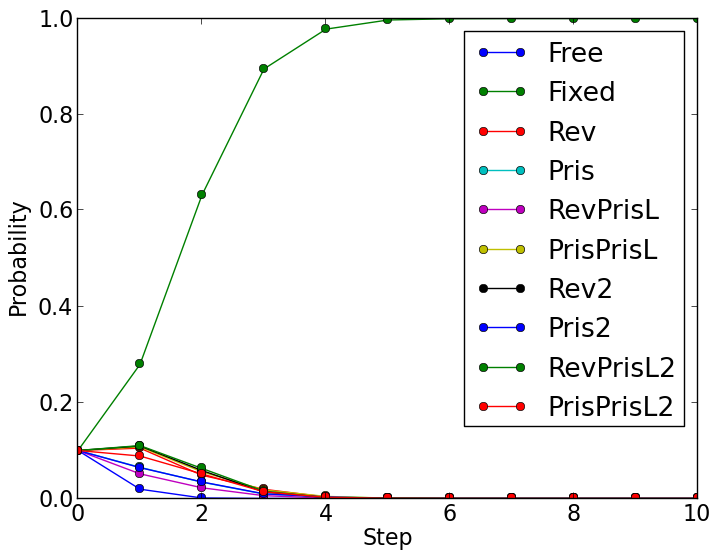 1.0
0.8
0.6
0.4
0.2
0.0
Probability
0 2 4 6 8 10
Step
Free
Fixed
Rev
Pris
RevPrisL
PrisPrisL
Rev2
Pris2
RevPrisL2
PrisPrisL2